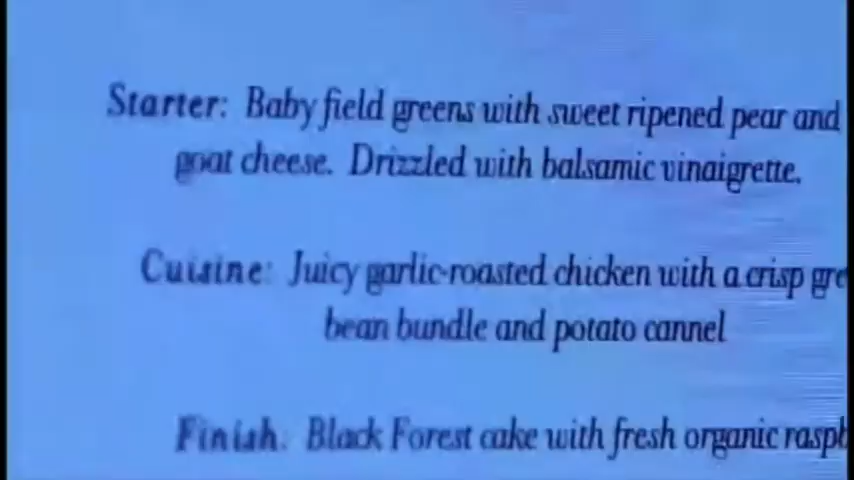 Starter: Baby field greens with sweet ripened pear and
goat cheese. Drizzled with balsamic vinaigrette.
Cuisine: Juicy garlic-roasted chicken with a crisp
bean bundle and potato cannel
Finish: Black Forest cake with fresh organic